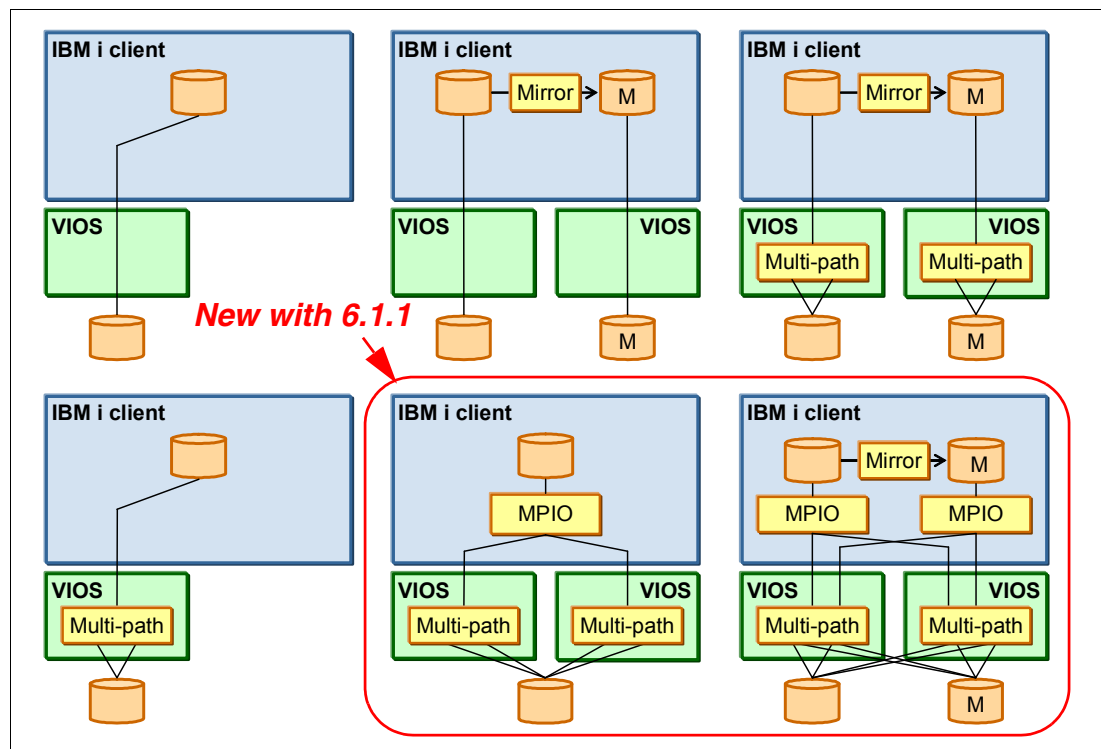 IBM i client
IBM i client
Mirror
M
IBM i client
Mirror
M
VIOS
VIOS
VIOS
VIOS
Multi-path
VIOS
Multi-path
New with 6.1.1
M
M
IBM i client
IBM i client
MPIO
IBM i client
Mirror
M
MPIO
MPIO
VIOS
Multi-path
VIOS
Multi-path
VIOS
Multi-path
VIOS
Multi-path
VIOS
Multi-path
M